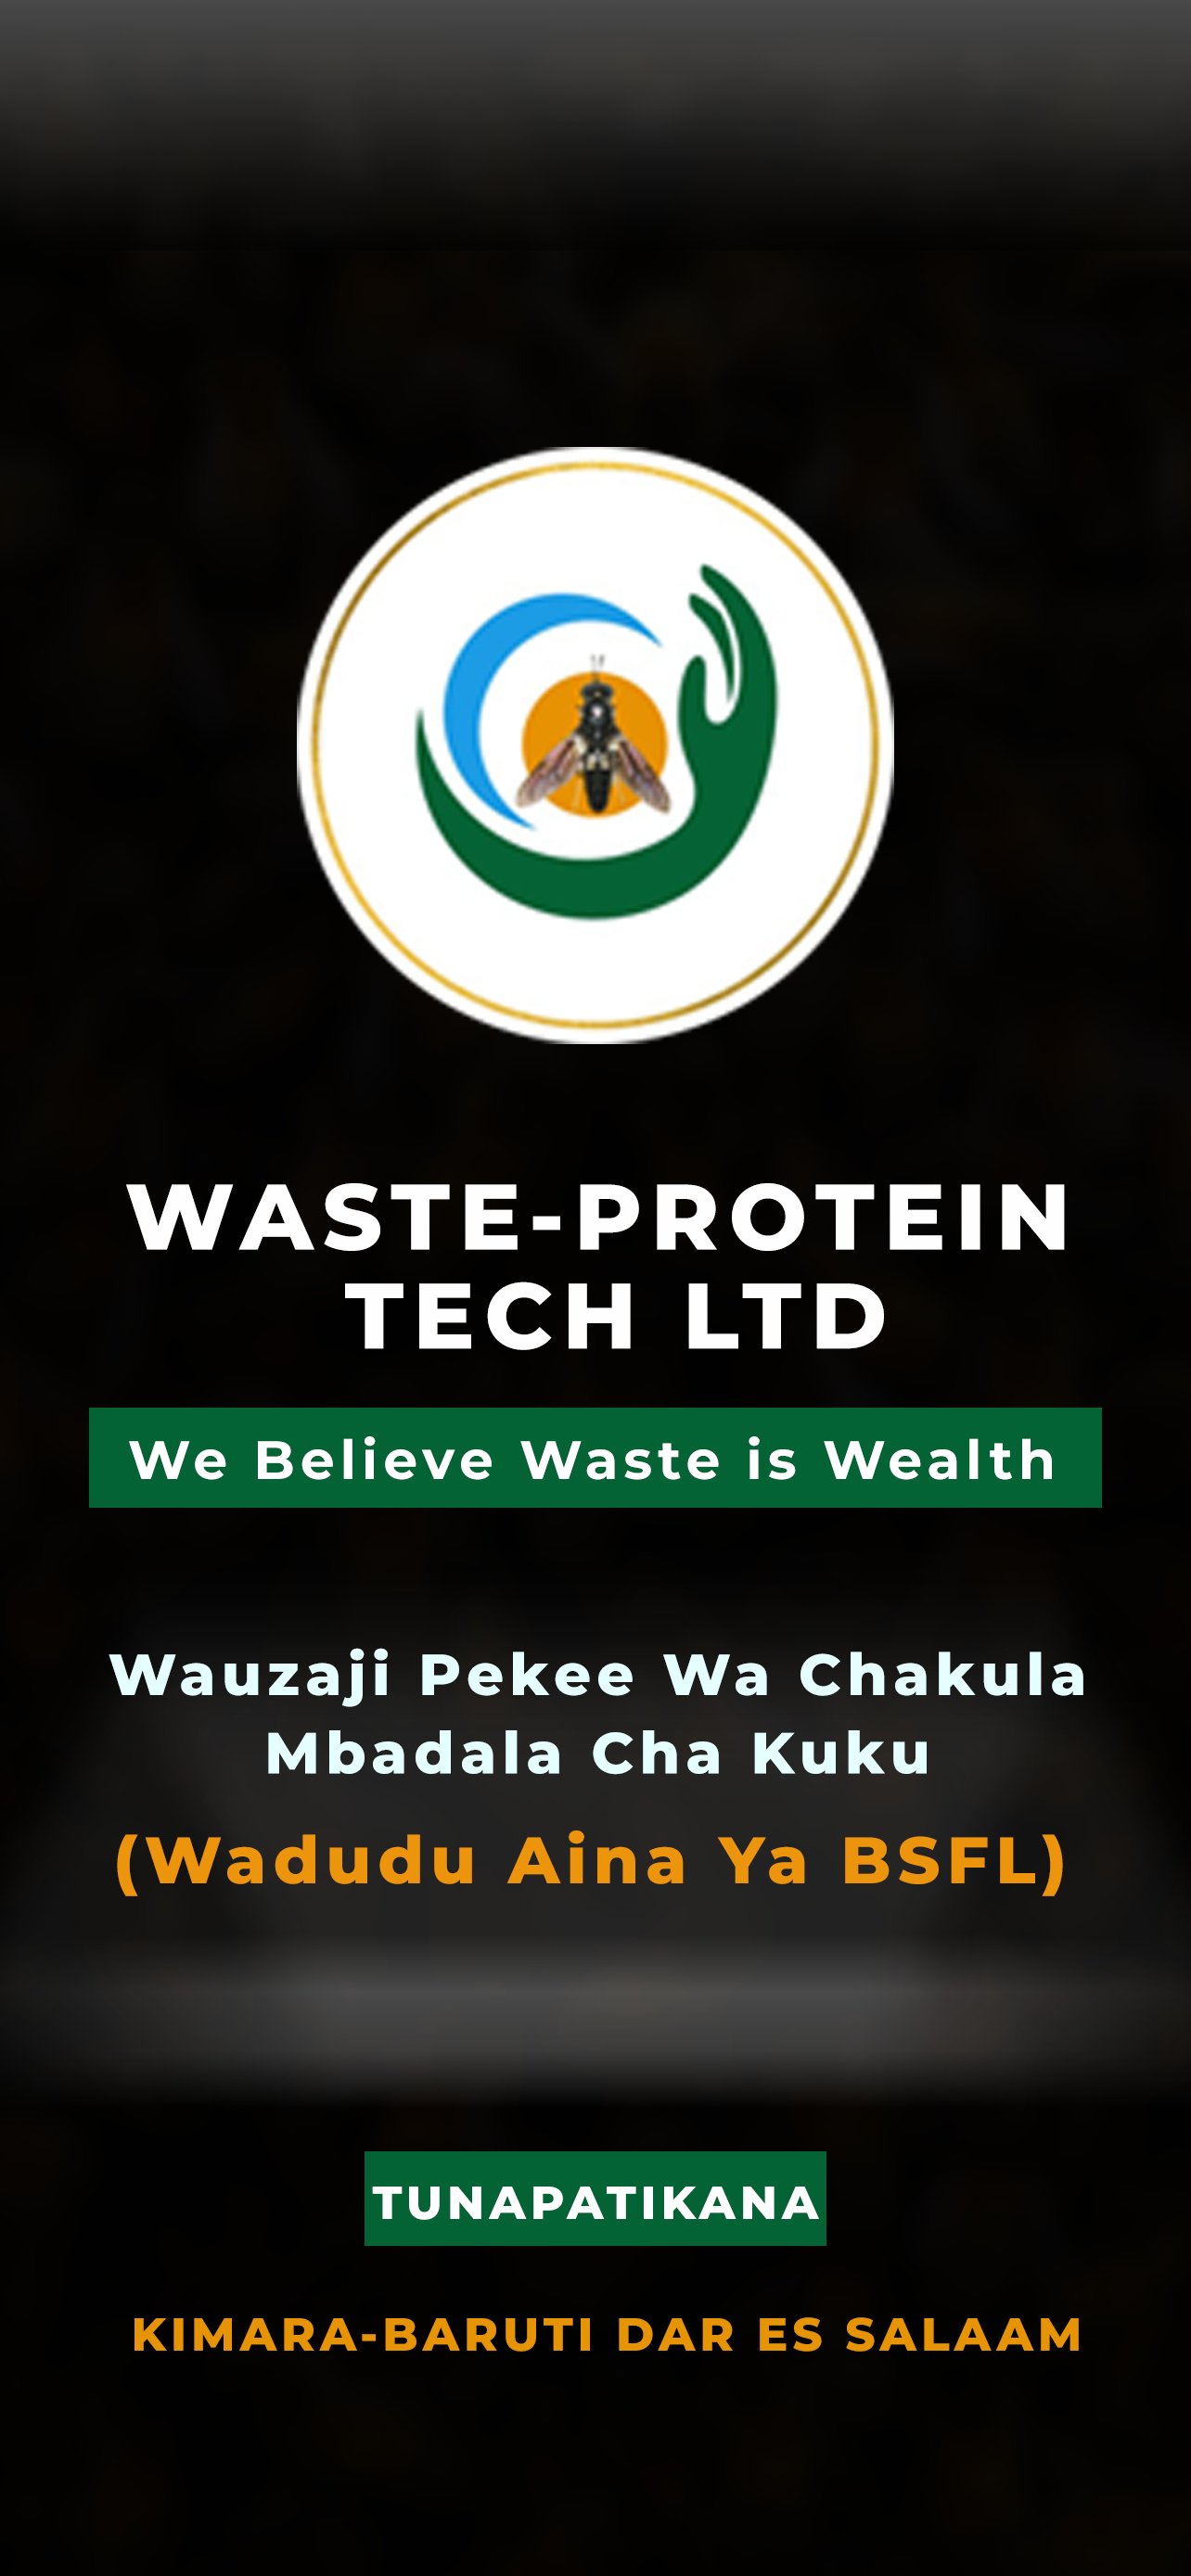 WASTE-PROTEIN
TECH LTD
We Believe Waste is Wealth
Wauzaji Pekee Wa Chakula
Mbadala Cha Kuku
(Wadudu Aina Ya BSFL)
TUNAPATIKANA
KIMARA-BARUTI DAR ES SALAAM